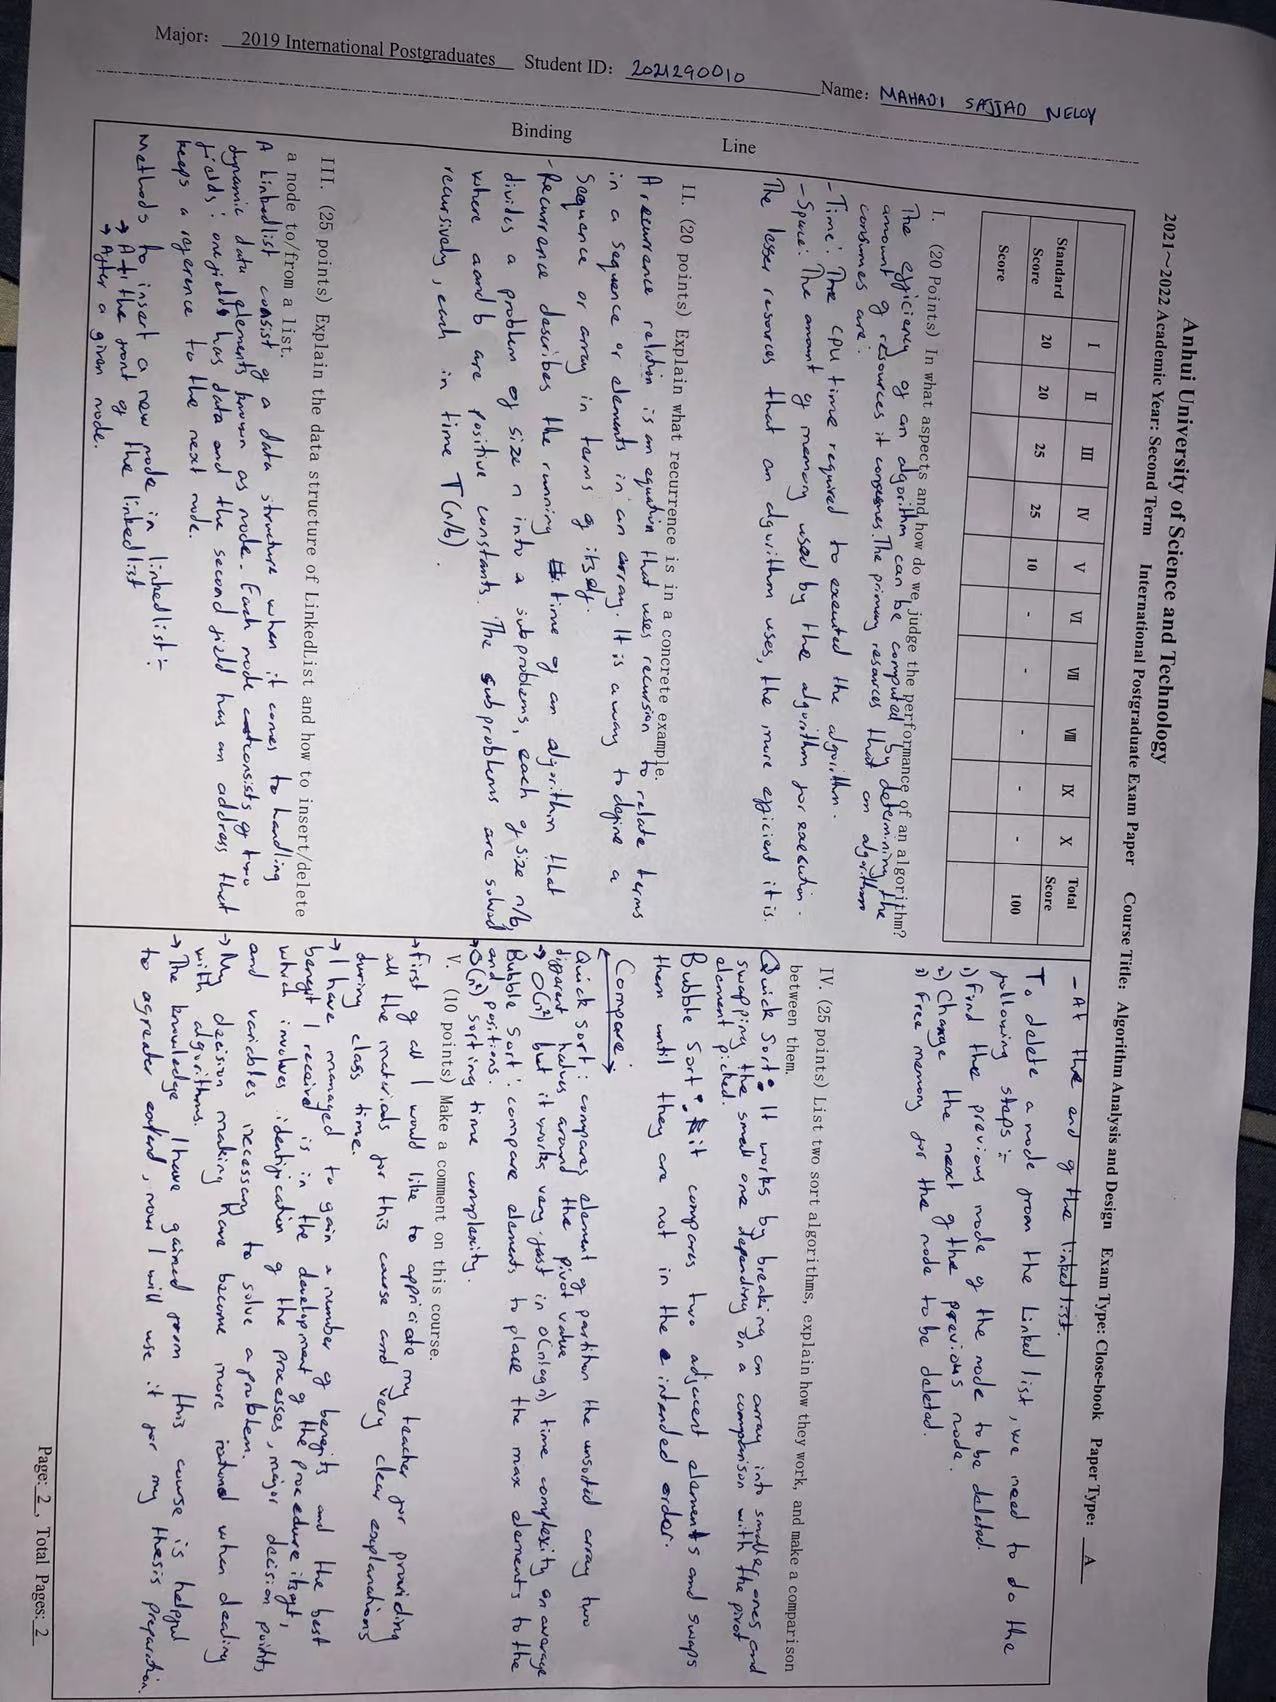 Major: 2019 International Postgraduates Student ID: 2021290010 Name: MAHADI SAJJAD NELOY
Binding Line
Anhui University of Science and Technology
2021~2022 Academic Year: Second Term International Postgraduate Exam Paper Course Title: Algorithm Analysis and Design Exam Type: Close-book Paper Type: A
I II III IV V VI VII VIII IX X Total Score
Standard Score 20 20 25 25 10 - - - - - 100
Score
I. (20 Points) In what aspects and how do we judge the performance of an algorithm?
The efficiency of an algorithm can be computed by determining the
amount of resources it consumes. The primary resources that an algorithm
consumes are:
- Time: The cpu time required to executed the algorithm.
- Space: The amount of memory used by the algorithm for execution.
The lesser resources that an algorithm uses, the more efficient it is.
II. (20 points) Explain what recurrence is in a concrete example.
A recurrence relation is an equation that uses recursion to relate terms
in a sequence or elements in an array. It is a way to define a
Sequence or array in terms of itself.
- Recurrence describes the running time of an algorithm that
divides a problem of size n into a subproblems, each of size n/b,
where a and b are positive constants. The subproblems are solved
recursively, each in time T(n/b).
III. (25 points) Explain the data structure of LinkedList and how to insert/delete
a node to/from a list.
A linkedlist consist of a data structure when it comes to handling
dynamic data elements known as node. Each node consists of two
fields: one field has data and the second field has an address that
keeps a reference to the next node.
Methods to insert a new node in linkedlist:-
→ At the front of the linkedlist
→ After a given node.
- At the end of the linked list.
To delete a node from the Linked list, we need to do the
following steps:-
1) Find the previous node of the node to be deleted.
2) Change the next of the previous node.
3) Free memory for the node to be deleted.
IV. (25 points) List two sort algorithms, explain how they work, and make a comparison
between them.
Quick Sort: It works by breaking an array into smaller ones and
swapping the small one depending on a comparison with the pivot
element picked.
Bubble Sort: it compares two adjacent elements and swaps
them until they are not in the intended order.
Compare:
Quick Sort: compares element of partition the unsorted array two
different halves around the pivot value
→ O(n²) but it works very fast in O(nlogn) time complexity on average
Bubble Sort: compare elements to place the max elements to the
end positions.
→ O(n²) sorting time complexity.
V. (10 points) Make a comment on this course.
→ First of all I would like to appriciate my teacher for providing
all the materials for this course and very clear explanations
during class time.
→ I have managed to gain a number of benefits and the best
benefit I received is in the development of the procedure itself,
which involves identification of the processes, major decision points,
and variables necessary to solve a problem.
→ My decision making have become more rational when dealing
with algorithms.
→ The knowledge I have gained form this course is helpful
to agreater extend, now I will use it for my thesis preparation.
Page: 2, Total Pages: 2